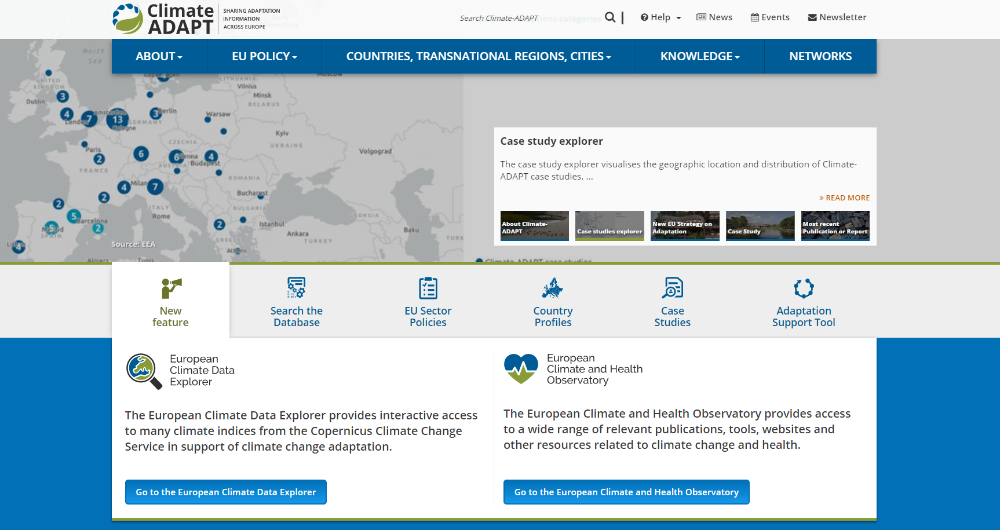 Climate
ADAPT
SHARING ADAPTATION
INFORMATION
ACROSS EUROPE
Search Climate-ADAPT
categories
Help
News
Events
Newsletter
ABOUT
EU POLICY
COUNTRIES, TRANSNATIONAL REGIONS, CITIES
KNOWLEDGE
NETWORKS
North
Sea
Copenhagen
Moscow
LITHUANIA
UNITED
KINGDOM
Vilnius
3
Minsk
Dublin
BELARUS
4
7
Amsterdam
13
3
Berlin
Warsaw
London
GERMANY
Cologne
Kyiv
CZECHIA
UKRAINE
Paris
Volgograd
2
6
6
Vienna
4
AUSTRIA
Budapest
FRANCE
ROMANIA
4
Milan
7
Bucharest
2
2
ITALY
BULGARIA
Rome
GEORGIA
5
Barcelona
2
Istanbul
5
Madrid
2
Ankara
Baku
SPAIN
GREECE
TURKEY
TURK
4
Source: EEA
Athens
Algiers
Tunis
Case study explorer
The case study explorer visualises the geographic location and distribution of Climate-
ADAPT case studies. ...
» READ MORE
About Climate-
ADAPT
Case studies explorer
New EU Strategy on
Adaptation
Case Study
Most recent
Publication or Report
Climate-ADAPT case studies
New
feature
Search the
Database
EU Sector
Policies
Country
Profiles
Case
Studies
Adaptation
Support Tool
European
Climate Data
Explorer
The European Climate Data Explorer provides interactive access
to many climate indices from the Copernicus Climate Change
Service in support of climate change adaptation.
Go to the European Climate Data Explorer
European
Climate and Health
Observatory
The European Climate and Health Observatory provides access
to a wide range of relevant publications, tools, websites and
other resources related to climate change and health.
Go to the European Climate and Health Observatory